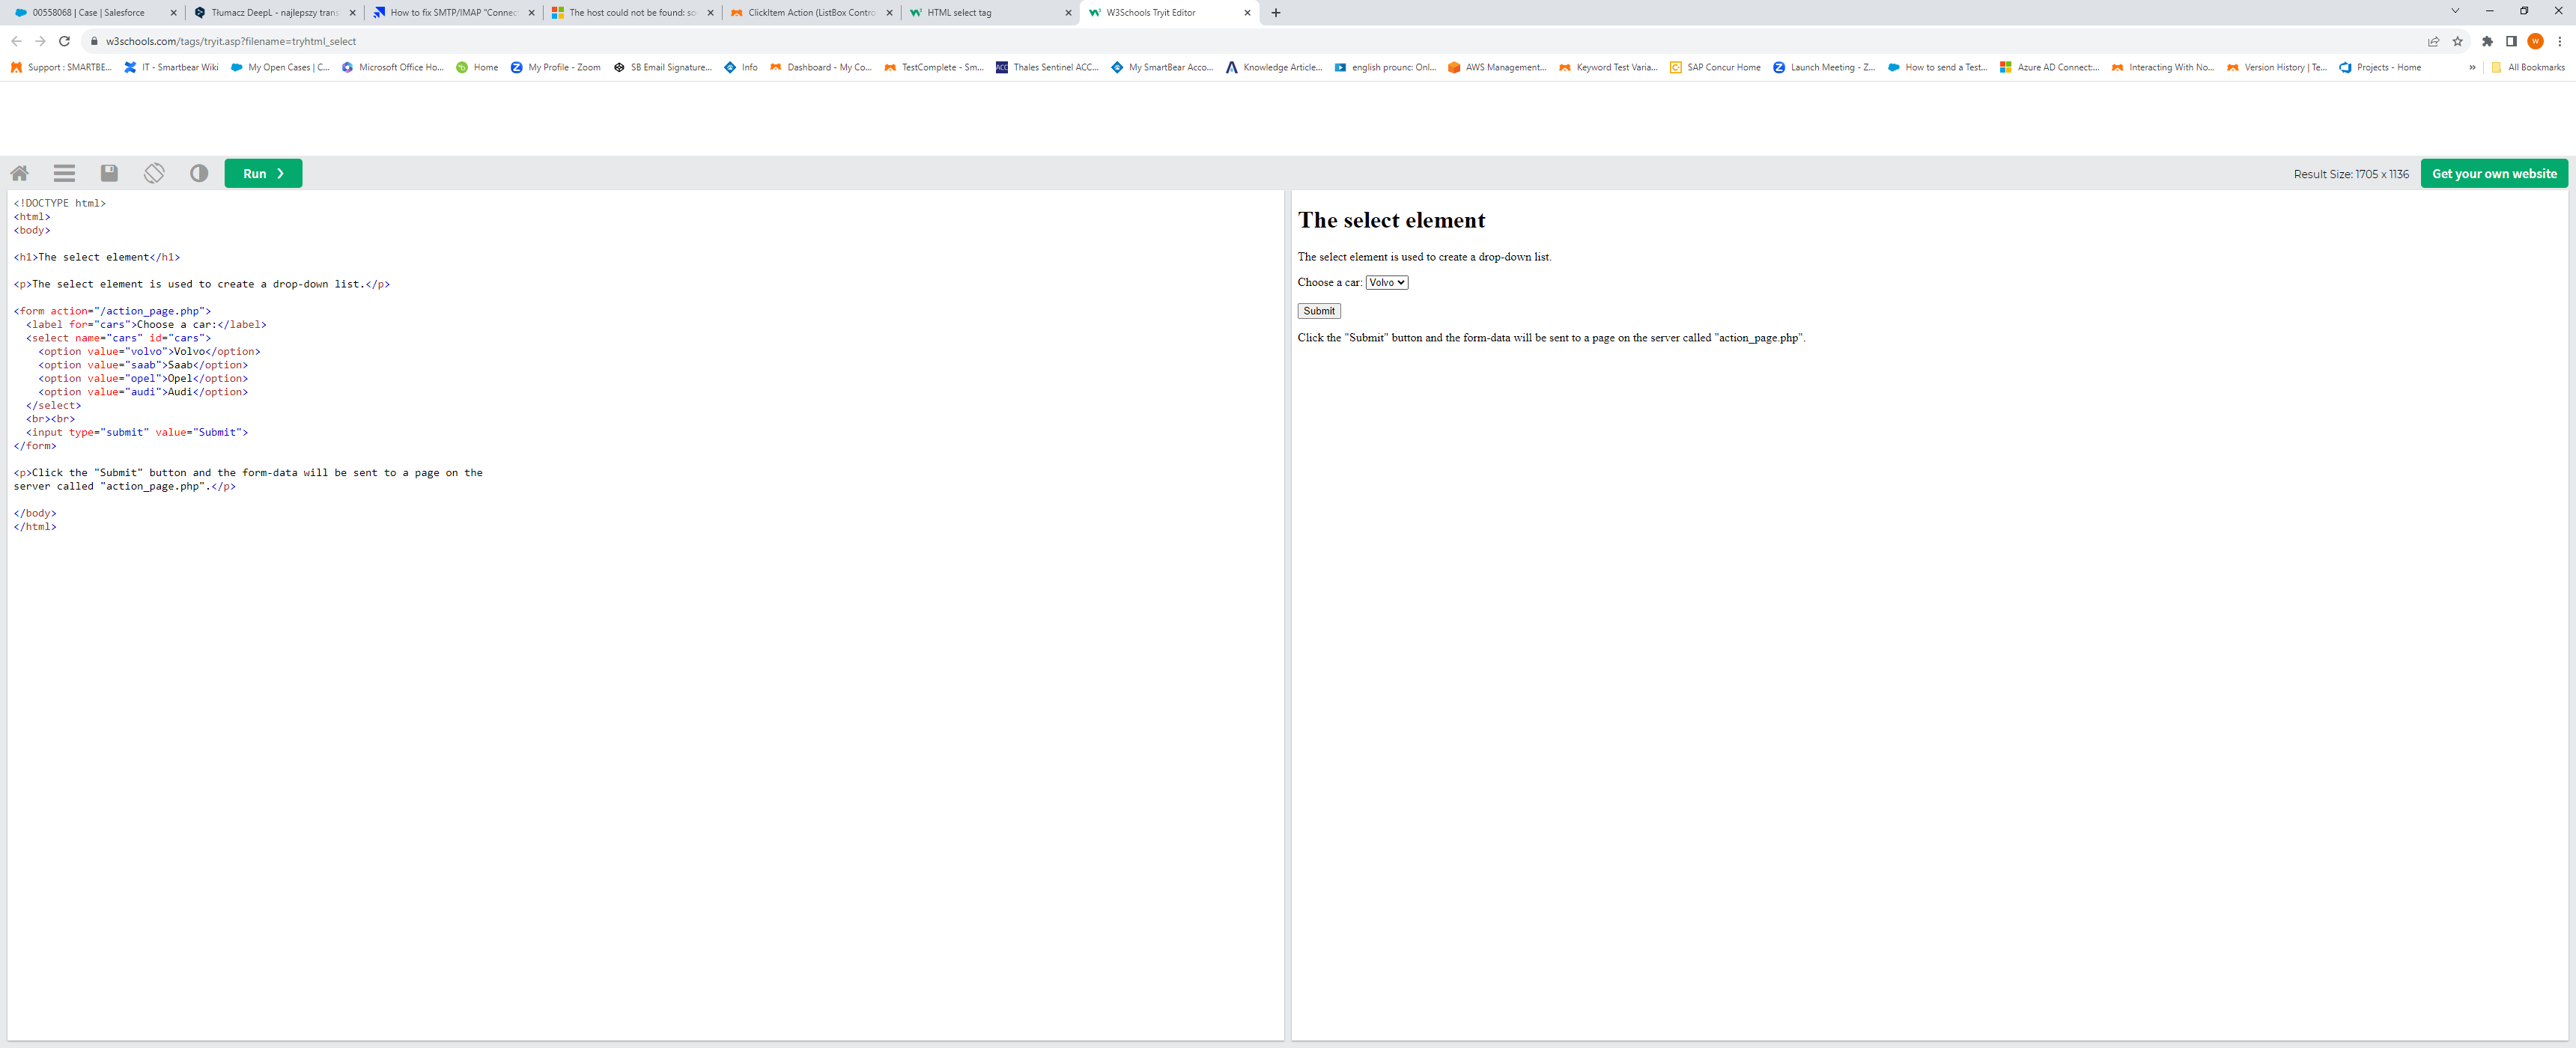 00558068 | Case | Salesforce
Tłumacz DeepL - najlepszy trans
How to fix SMTP/IMAP "Connec
The host could not be found: so
ClickItem Action (ListBox Contro
HTML select tag
W3Schools Tryit Editor
w3schools.com/tags/tryit.asp?filename=tryhtml_select
W
Support : SMARTBE...
IT - Smartbear Wiki
My Open Cases | C...
Microsoft Office Ho...
Home
My Profile - Zoom
SB Email Signature...
Info
Dashboard - My Co...
TestComplete - Sm...
ACC
Thales Sentinel ACC...
My SmartBear Acco...
Knowledge Article...
english prounc: Onl...
AWS Management...
Keyword Test Varia...
SAP Concur Home
Launch Meeting - Z...
How to send a Test...
Azure AD Connect:...
Interacting With No...
Version History | Te...
Projects - Home
»
All Bookmarks
Run ❯
Result Size: 1705 x 1136
Get your own website
<!DOCTYPE html>
<html>
<body>
<h1>The select element</h1>
<p>The select element is used to create a drop-down list.</p>
<form action="/action_page.php">
<label for="cars">Choose a car:</label>
<select name="cars" id="cars">
<option value="volvo">Volvo</option>
<option value="saab">Saab</option>
<option value="opel">Opel</option>
<option value="audi">Audi</option>
</select>
<br><br>
<input type="submit" value="Submit">
</form>
<p>Click the "Submit" button and the form-data will be sent to a page on the
server called "action_page.php".</p>
</body>
</html>
The select element
The select element is used to create a drop-down list.
Choose a car: Volvo
Submit
Click the "Submit" button and the form-data will be sent to a page on the server called "action_page.php".